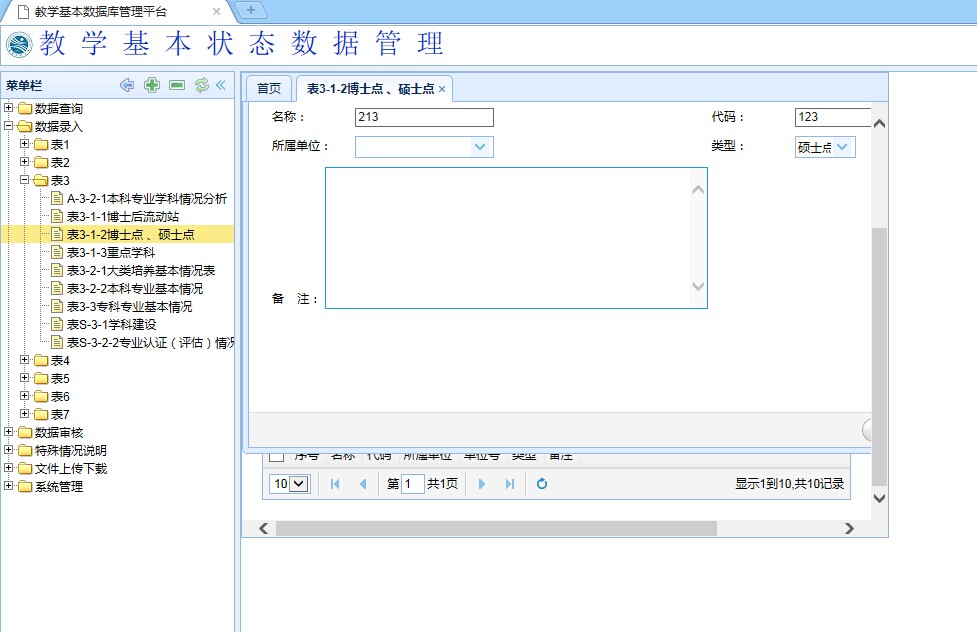 教学基本数据库管理平台
教学基本状态数据管理
菜单栏
数据查询
数据录入
表1
表2
表3
A-3-2-1本科专业学科情况分析
表3-1-1博士后流动站
表3-1-2博士点、硕士点
表3-1-3重点学科
表3-2-1大类培养基本情况表
表3-2-2本科专业基本情况
表3-3专科专业基本情况
表S-3-1学科建设
表S-3-2-2专业认证（评估）情况
表4
表5
表6
表7
数据审核
特殊情况说明
文件上传下载
系统管理
首页 表3-1-2博士点、硕士点
名称： 213 代码： 123
所属单位： 类型： 硕士点
备 注：
序号 名称 代码 所属单位 单位号 类型 备注
10 第 1 共1页 显示1到10,共10记录